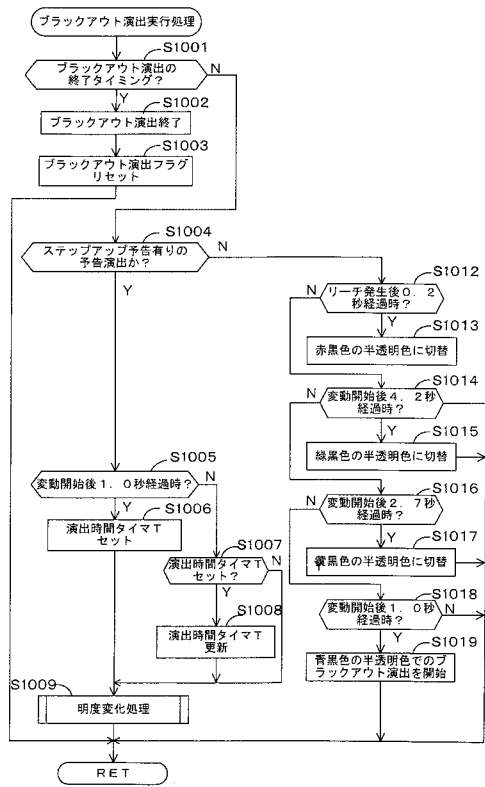 ブラックアウト演出実行処理
S1001
ブラックアウト演出の
終了タイミング?
N
Y
S1002
ブラックアウト演出終了
S1003
ブラックアウト演出フラグ
リセット
S1004
ステップアップ予告有りの
予告演出か?
N
Y
S1012
リーチ発生後0.2
秒経過時?
N
Y
S1013
赤黒色の半透明色に切替
S1014
変動開始後4.2秒
経過時?
N
Y
S1015
緑黒色の半透明色に切替
S1005
変動開始後1.0秒経過時?
N
Y
S1006
演出時間タイマT
セット
S1016
変動開始後2.7秒
経過時?
N
Y
S1017
黄黒色の半透明色に切替
S1007
演出時間タイマT
セット?
N
Y
S1008
演出時間タイマT
更新
S1018
変動開始後1.0秒
経過時?
N
Y
S1019
青黒色の半透明色でのブ
ラックアウト演出を開始
S1009
明度変化処理
RET